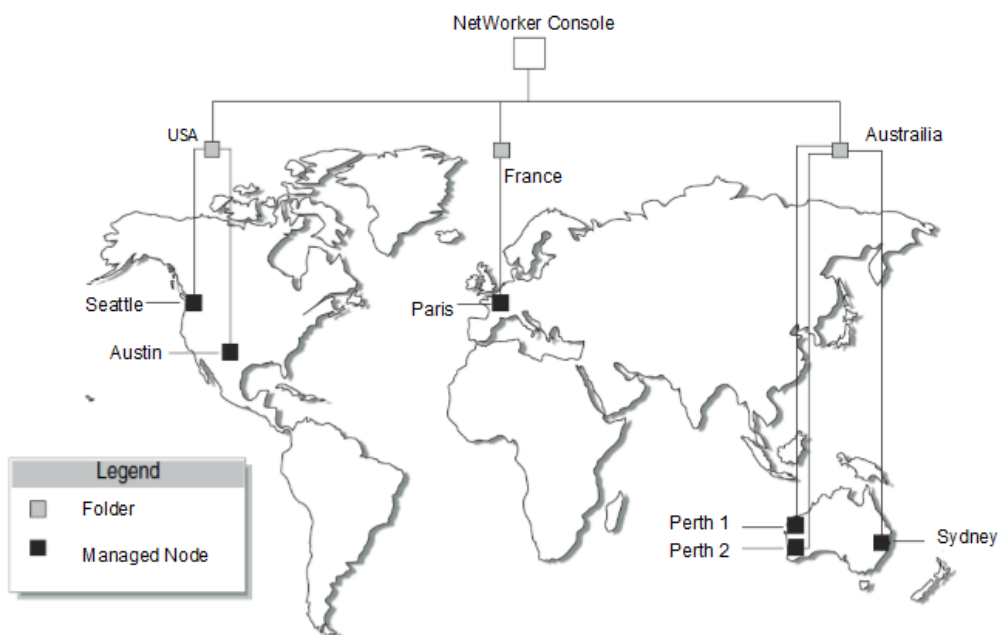 NetWorker Console
USA
France
Austrailia
Seattle
Paris
Austin
Legend
Folder
Managed Node
Perth 1
Perth 2
Sydney